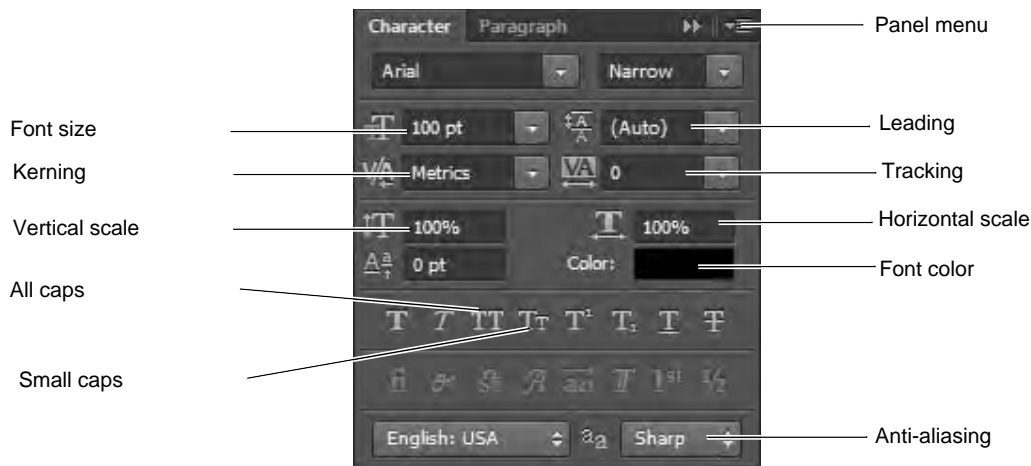 Character Paragraph Panel menu
Arial Narrow
Font size 100 pt (Auto) Leading
Kerning Metrics 0 Tracking
Vertical scale 100% 100% Horizontal scale
0 pt Color: Font color
All caps
Small caps
English: USA aa Sharp Anti-aliasing